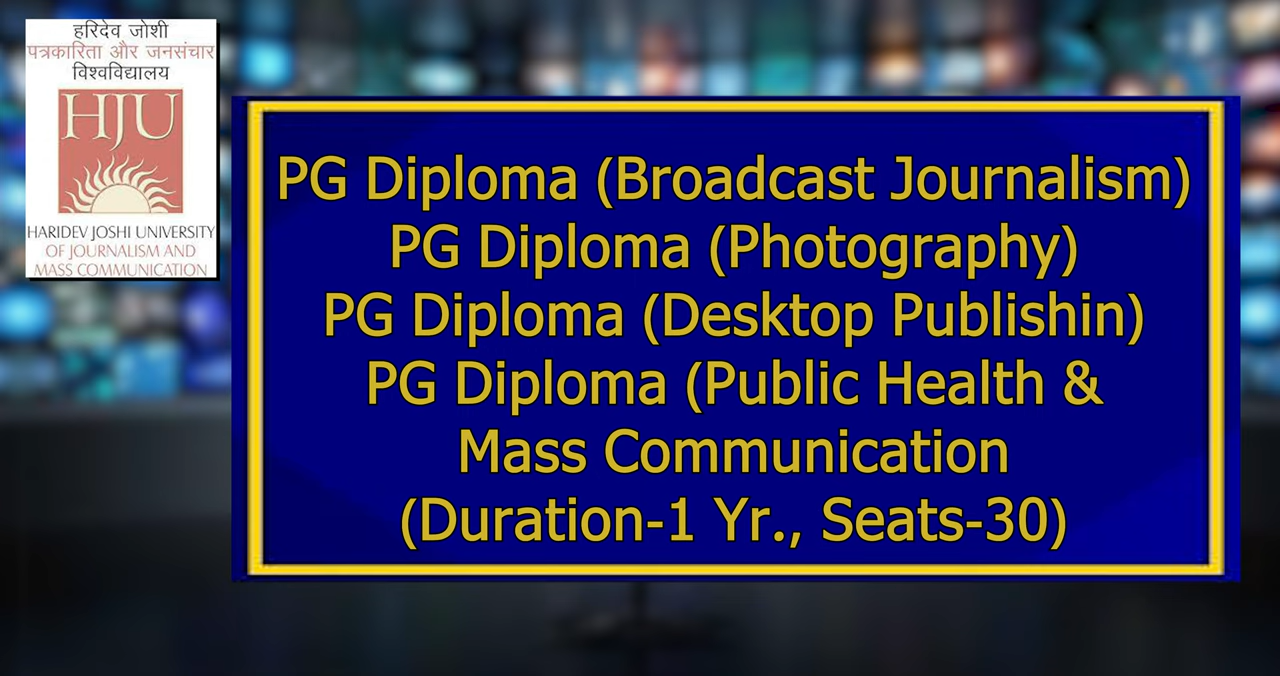 हरिदेव जोशी
पत्रकारिता और जनसंचार
विश्वविद्यालय
HJU
HARIDEV JOSHI UNIVERSITY
OF JOURNALISM AND
MASS COMMUNICATION
PG Diploma (Broadcast Journalism)
PG Diploma (Photography)
PG Diploma (Desktop Publishin)
PG Diploma (Public Health &
Mass Communication
(Duration-1 Yr., Seats-30)